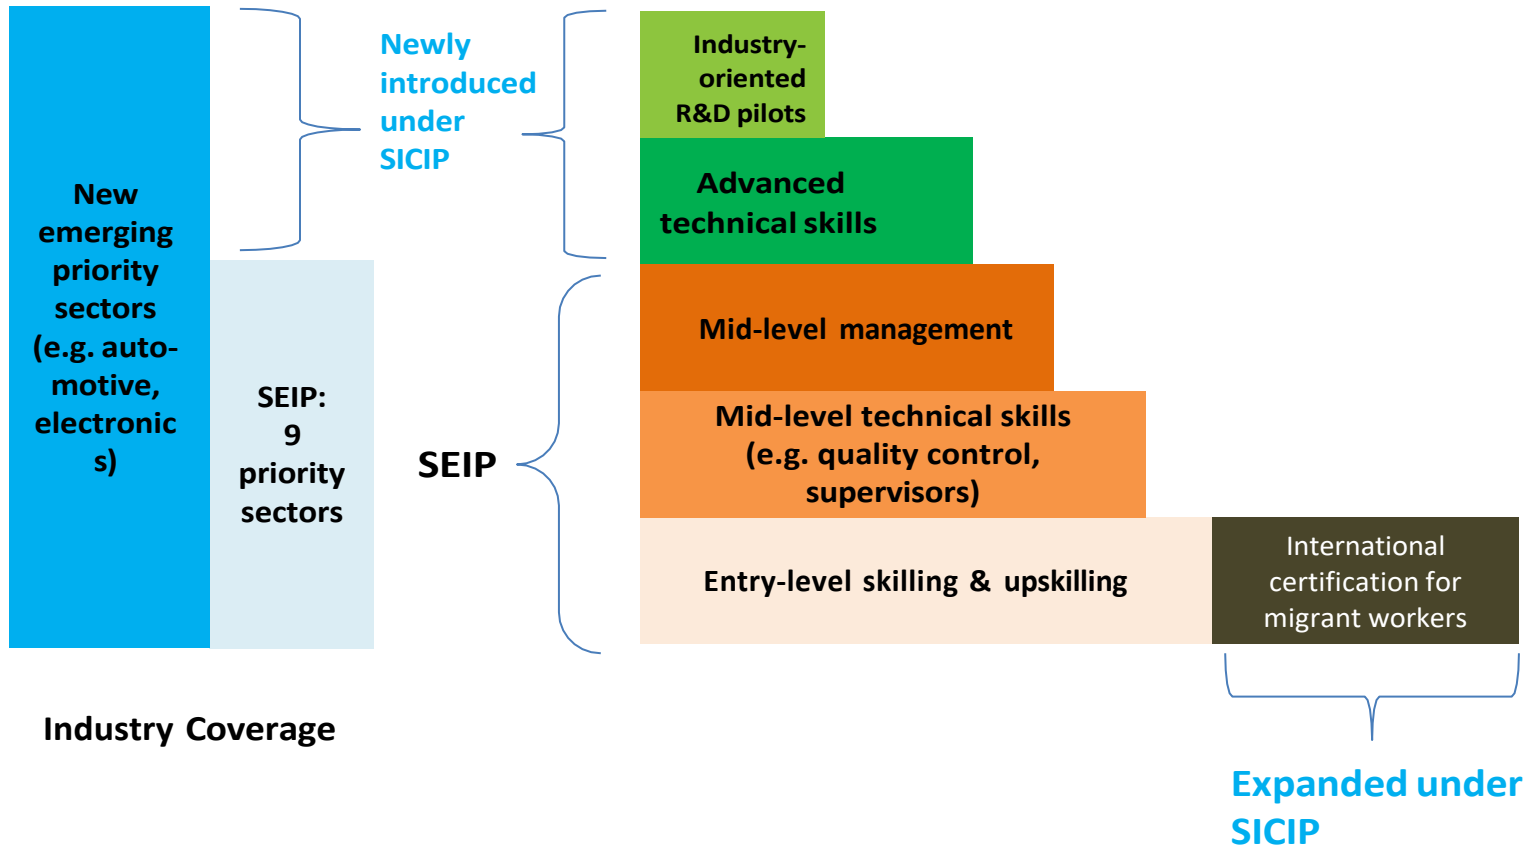 New
emerging
priority
sectors
(e.g. auto-
motive,
electronic
s)
SEIP:
9
priority
sectors
Industry Coverage
Newly
introduced
under
SICIP
SEIP
Industry-
oriented
R&D pilots
Advanced
technical skills
Mid-level management
Mid-level technical skills
(e.g. quality control,
supervisors)
Entry-level skilling & upskilling
International
certification for
migrant workers
Expanded under
SICIP